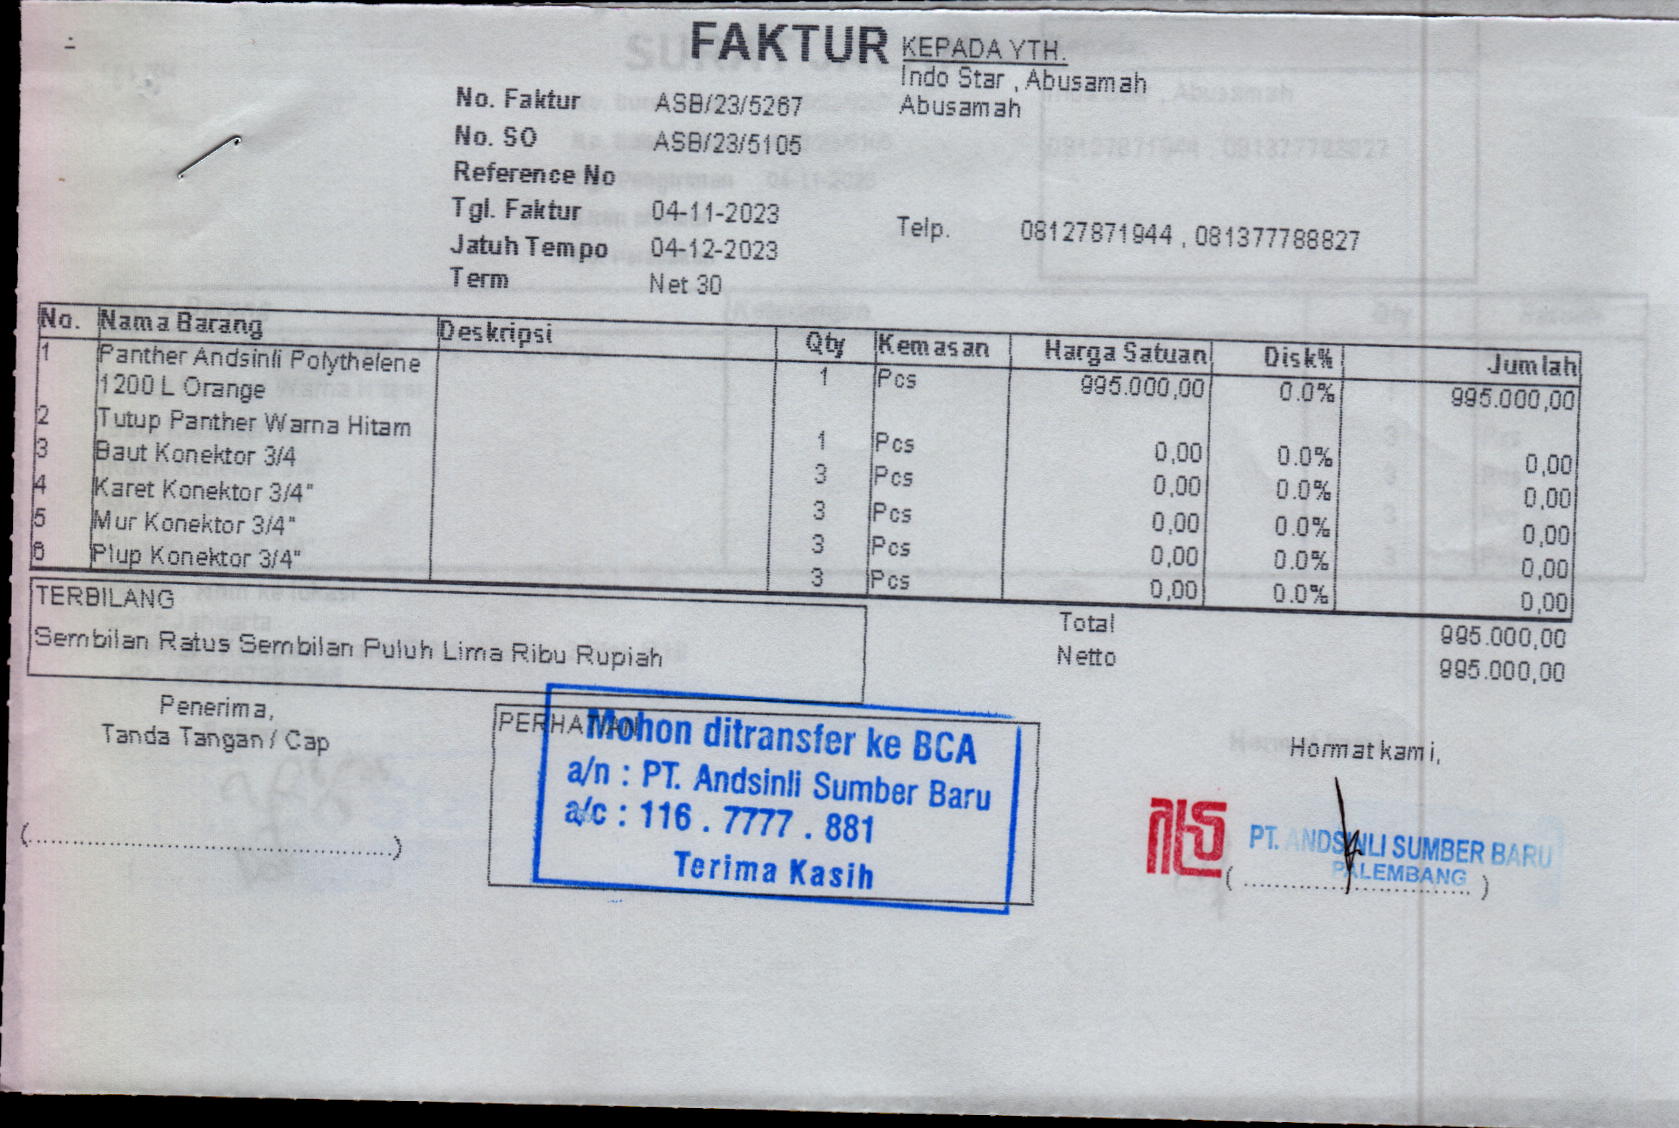 FAKTUR
KEPADA YTH.
Indo Star , Abusamah
Abusamah
No. Faktur ASB/23/5267
No. SO ASB/23/5105
Reference No
Tgl. Faktur 04-11-2023
Jatuh Tempo 04-12-2023
Term Net 30
Telp. 08127871944 , 081377788827
No. Nama Barang Deskripsi Qty Kemasan Harga Satuan Disk% Jumlah
1 Panther Andsinli Polythelene 1 Pcs 995.000,00 0.0% 995.000,00
1200 L Orange
2 Tutup Panther Warna Hitam 1 Pcs 0,00 0.0% 0,00
3 Baut Konektor 3/4 3 Pcs 0,00 0.0% 0,00
4 Karet Konektor 3/4" 3 Pcs 0,00 0.0% 0,00
5 Mur Konektor 3/4" 3 Pcs 0,00 0.0% 0,00
6 Plup Konektor 3/4" 3 Pcs 0,00 0.0% 0,00
TERBILANG
Sembilan Ratus Sembilan Puluh Lima Ribu Rupiah
Total 995.000,00
Netto 995.000,00
Penerima,
Tanda Tangan / Cap
(..................................................)
PERHATIAN
Mohon ditransfer ke BCA
a/n : PT. Andsinli Sumber Baru
a/c : 116 . 7777 . 881
Terima Kasih
Hormat kami,
PT. ANDSINLI SUMBER BARU
PALEMBANG
( ................................ )